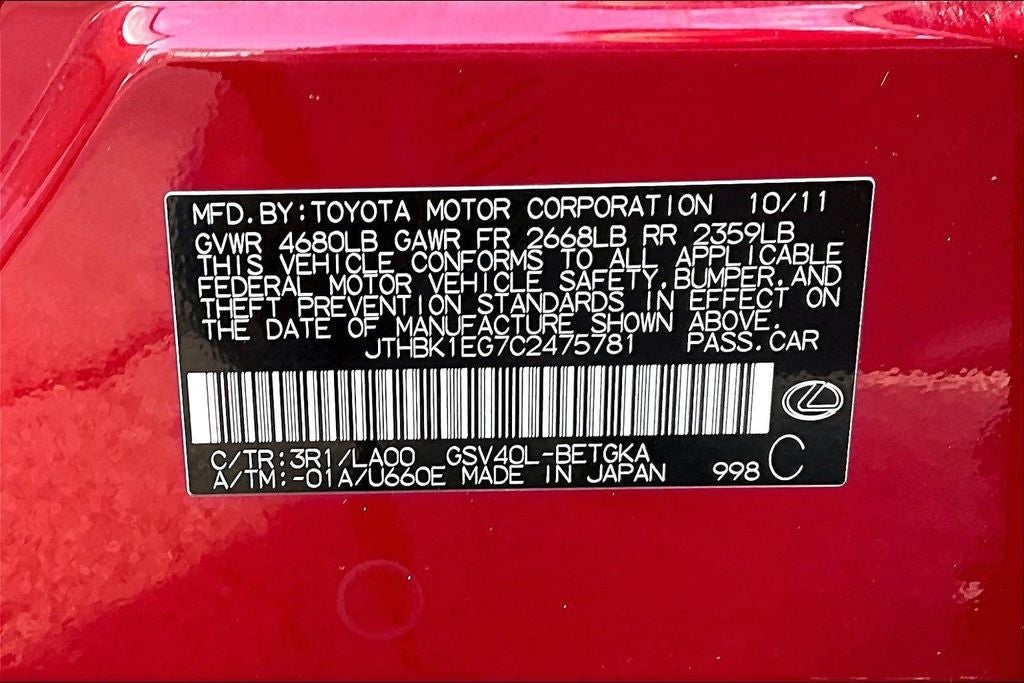 MFD.BY:TOYOTA MOTOR CORPORATION 10/11
GVWR 4680LB GAWR FR 2668LB RR 2359LB
THIS VEHICLE CONFORMS TO ALL APPLICABLE
FEDERAL MOTOR VEHICLE SAFETY,BUMPER,AND
THEFT PREVENTION STANDARDS IN EFFECT ON
THE DATE OF MANUFACTURE SHOWN ABOVE.
JTHBK1EG7C2475781 PASS.CAR
C/TR:3R1/LA00 GSV40L-BETGKA
A/TM:-01A/U660E MADE IN JAPAN 998 C